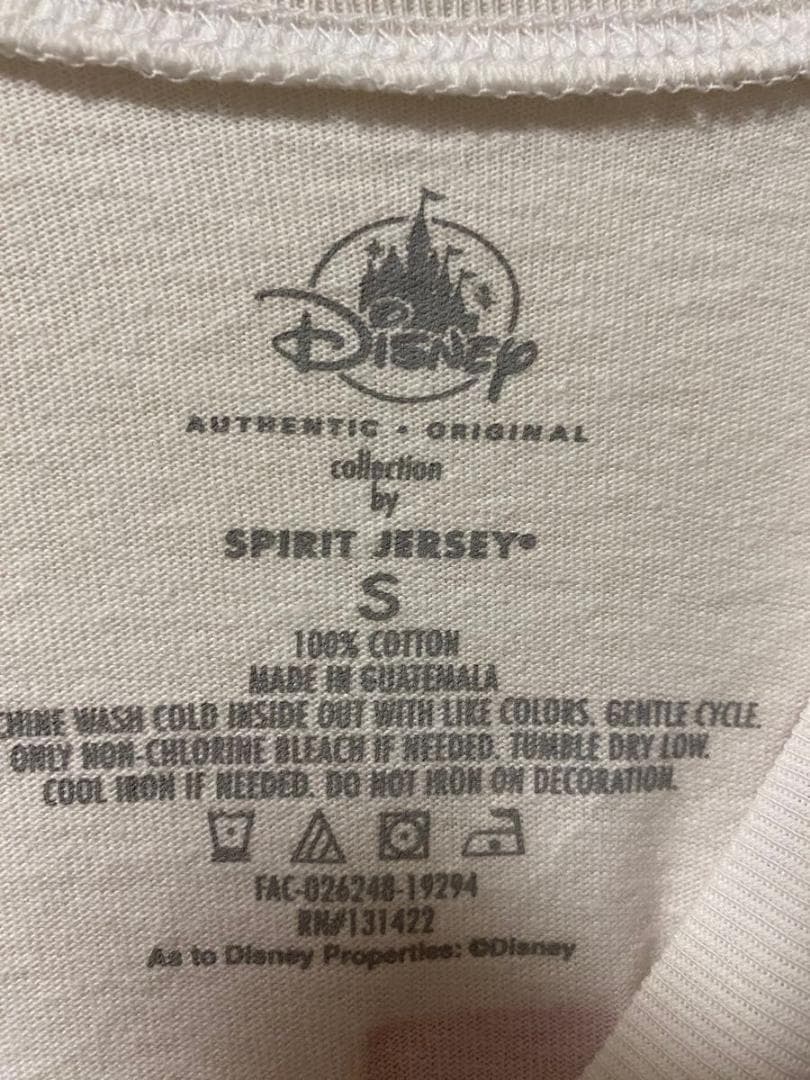 Disney
AUTHENTIC • ORIGINAL
collection
by
SPIRIT JERSEY®
S
100% COTTON
MADE IN GUATEMALA
CHINE WASH COLD INSIDE OUT WITH LIKE COLORS. GENTLE CYCLE.
ONLY NON-CHLORINE BLEACH IF NEEDED. TUMBLE DRY LOW.
COOL IRON IF NEEDED. DO NOT IRON ON DECORATION.
FAC-026248-19294
RN#131422
As to Disney Properties: ©Disney